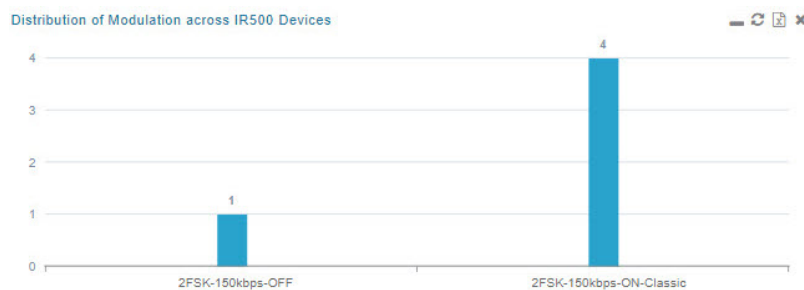 Distribution of Modulation across IR500 Devices
4
3
2
1
0
1
4
2FSK-150kbps-OFF
2FSK-150kbps-ON-Classic